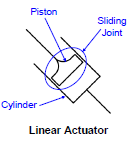 Piston
Sliding
Joint
Cylinder
Linear Actuator